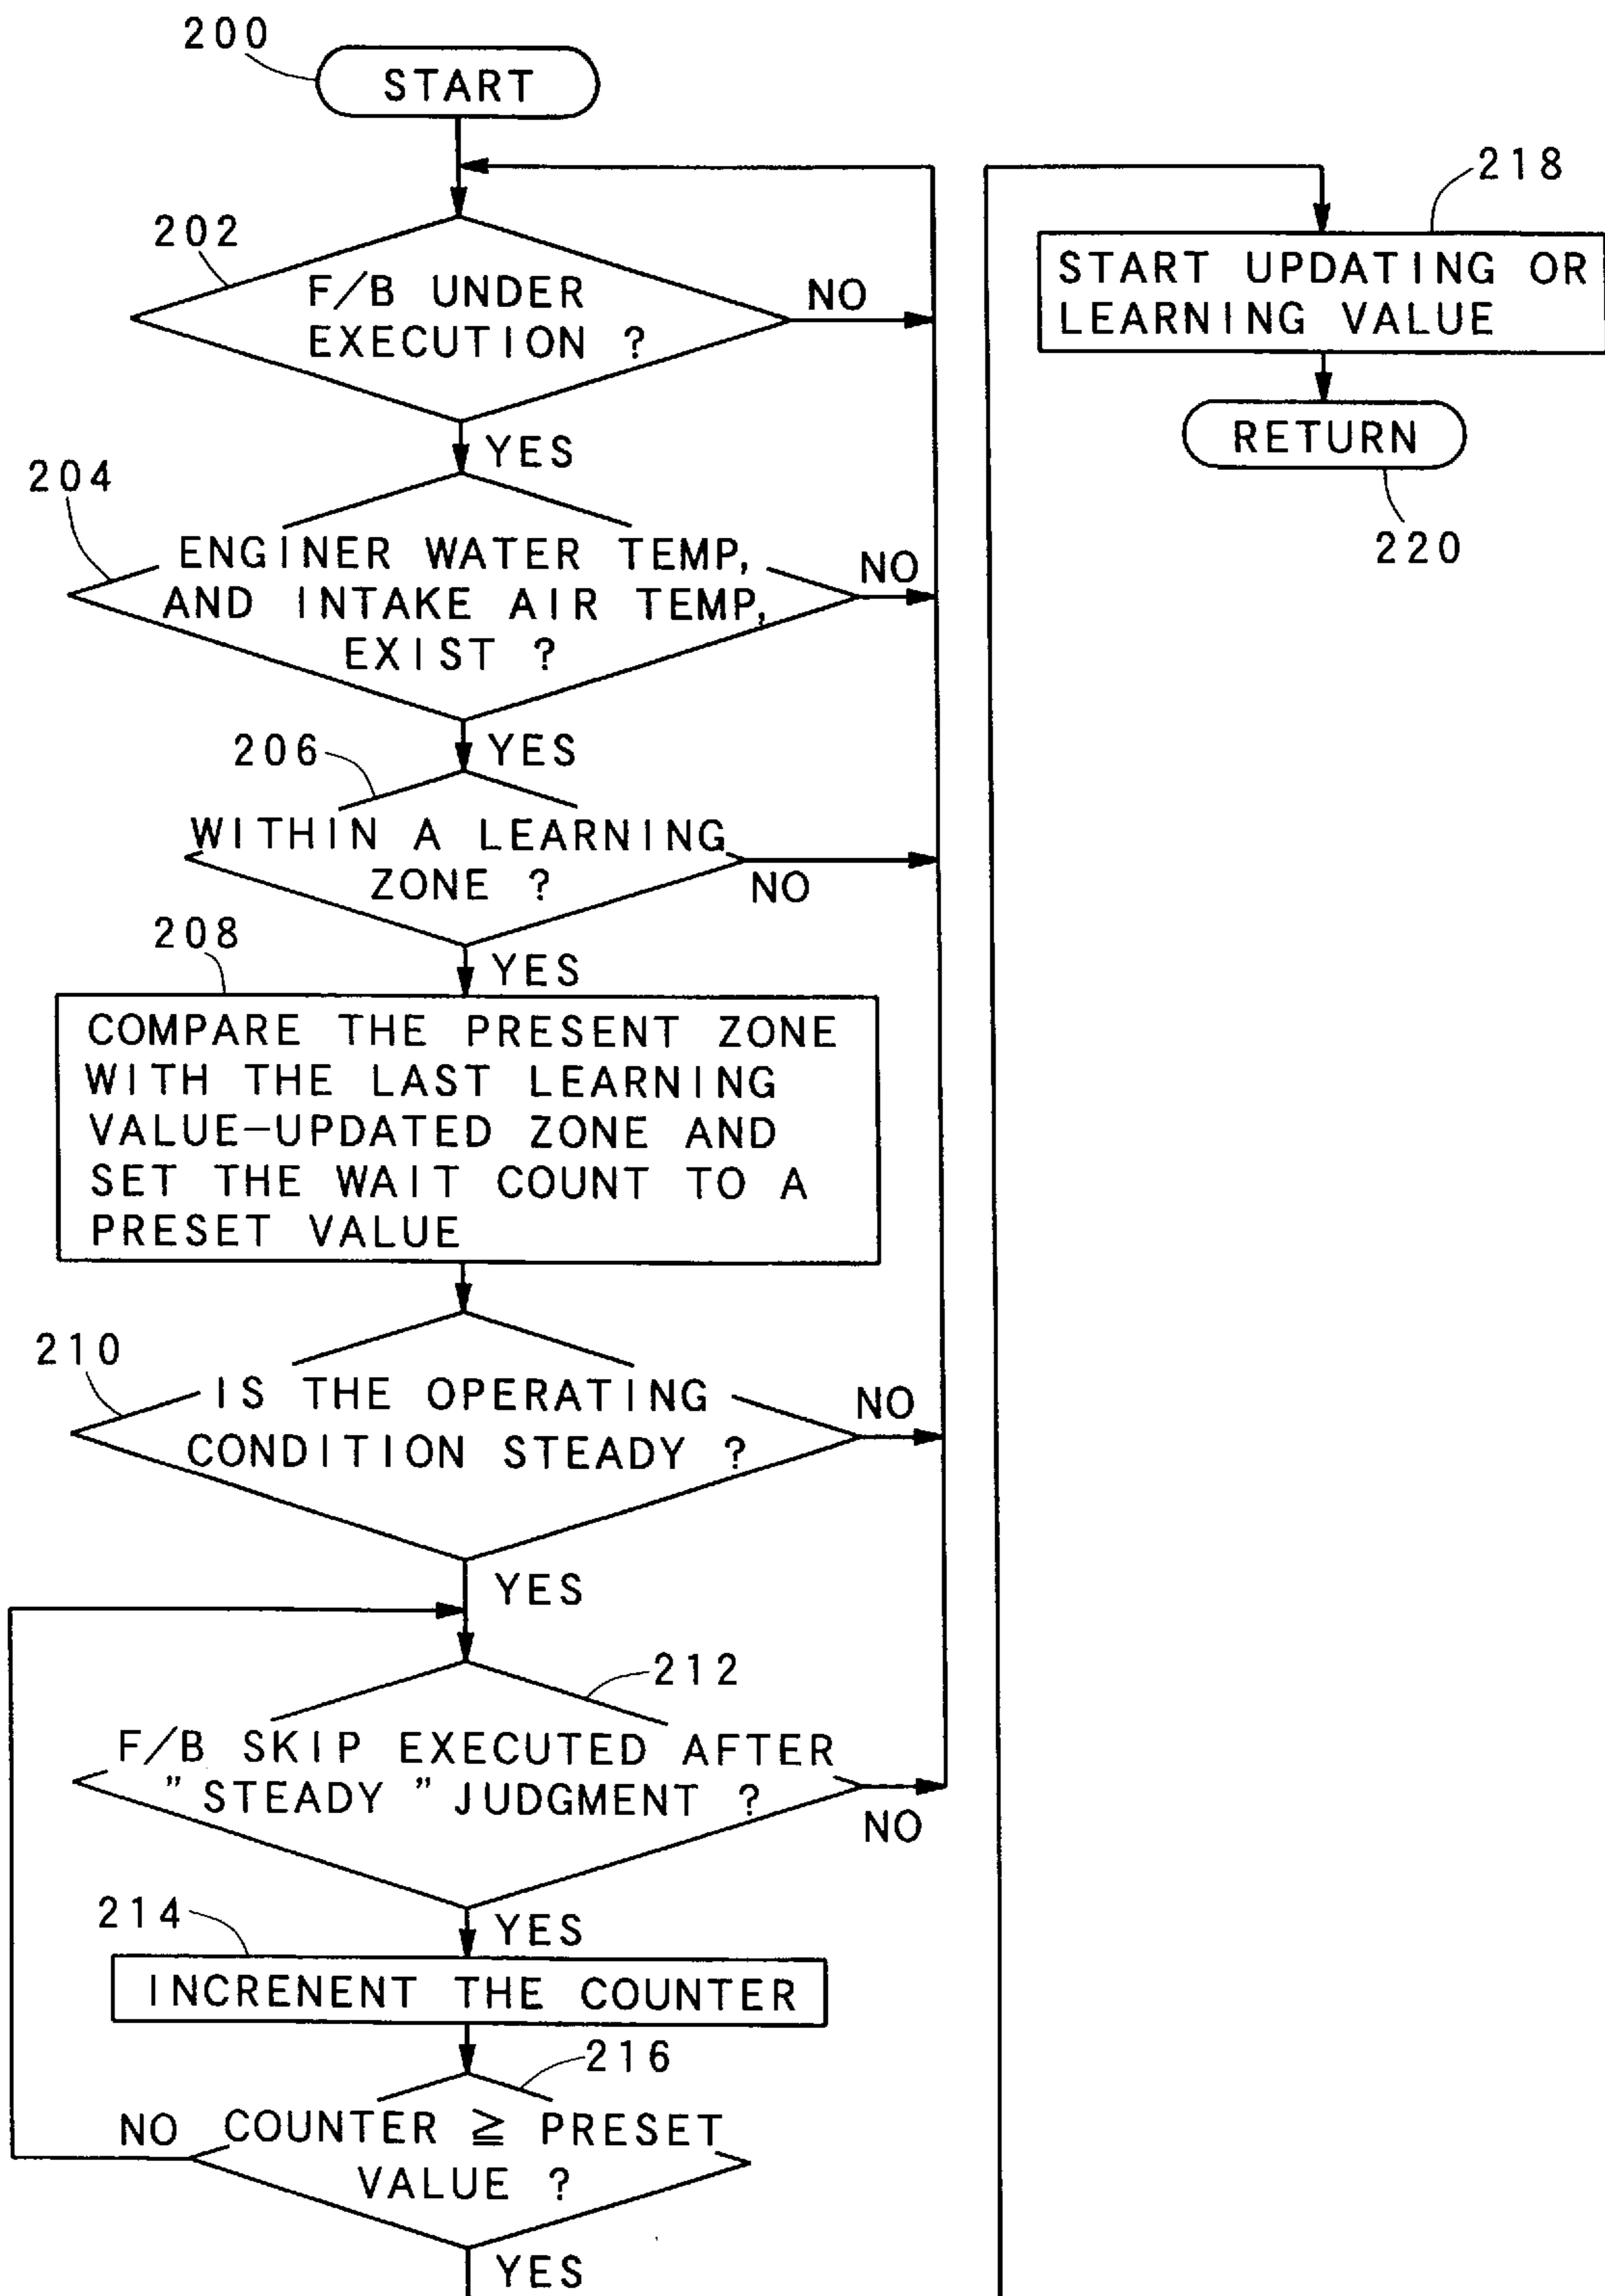 200
START
202
F/B UNDER
EXECUTION ?
NO
YES
204
ENGINER WATER TEMP,
AND INTAKE AIR TEMP,
EXIST ?
NO
YES
206
WITHIN A LEARNING
ZONE ?
NO
YES
208
COMPARE THE PRESENT ZONE
WITH THE LAST LEARNING
VALUE-UPDATED ZONE AND
SET THE WAIT COUNT TO A
PRESET VALUE
210
IS THE OPERATING
CONDITION STEADY ?
NO
YES
212
F/B SKIP EXECUTED AFTER
"STEADY" JUDGMENT ?
NO
YES
214
INCRENENT THE COUNTER
216
COUNTER ≧ PRESET
VALUE ?
NO
YES
218
START UPDATING OR
LEARNING VALUE
RETURN
220